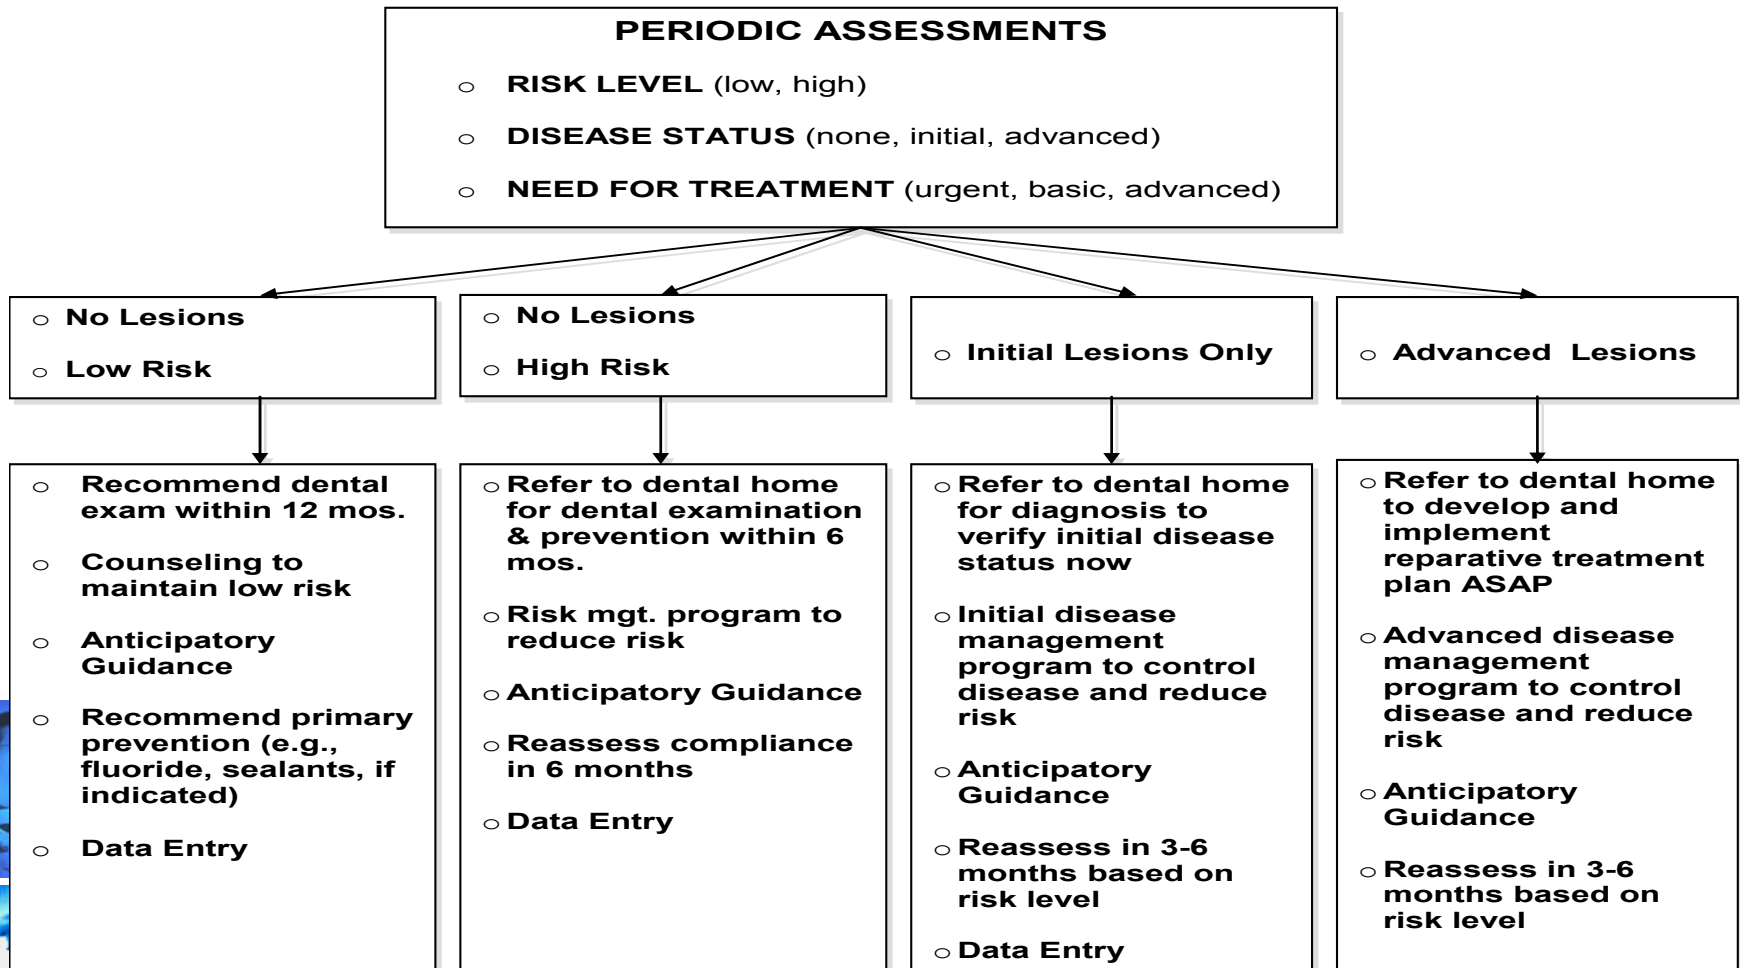 PERIODIC ASSESSMENTS
○ RISK LEVEL (low, high)
○ DISEASE STATUS (none, initial, advanced)
○ NEED FOR TREATMENT (urgent, basic, advanced)
○ No Lesions
○ Low Risk
○ No Lesions
○ High Risk
○ Initial Lesions Only
○ Advanced Lesions
○ Recommend dental
exam within 12 mos.
○ Counseling to
maintain low risk
○ Anticipatory
Guidance
○ Recommend primary
prevention (e.g.,
fluoride, sealants, if
indicated)
○ Data Entry
○ Refer to dental home
for dental examination
& prevention within 6
mos.
○ Risk mgt. program to
reduce risk
○ Anticipatory Guidance
○ Reassess compliance
in 6 months
○ Data Entry
○ Refer to dental home
for diagnosis to
verify initial disease
status now
○ Initial disease
management
program to control
disease and reduce
risk
○ Anticipatory
Guidance
○ Reassess in 3-6
months based on
risk level
○ Data Entry
○ Refer to dental home
to develop and
implement
reparative treatment
plan ASAP
○ Advanced disease
management
program to control
disease and reduce
risk
○ Anticipatory
Guidance
○ Reassess in 3-6
months based on
risk level